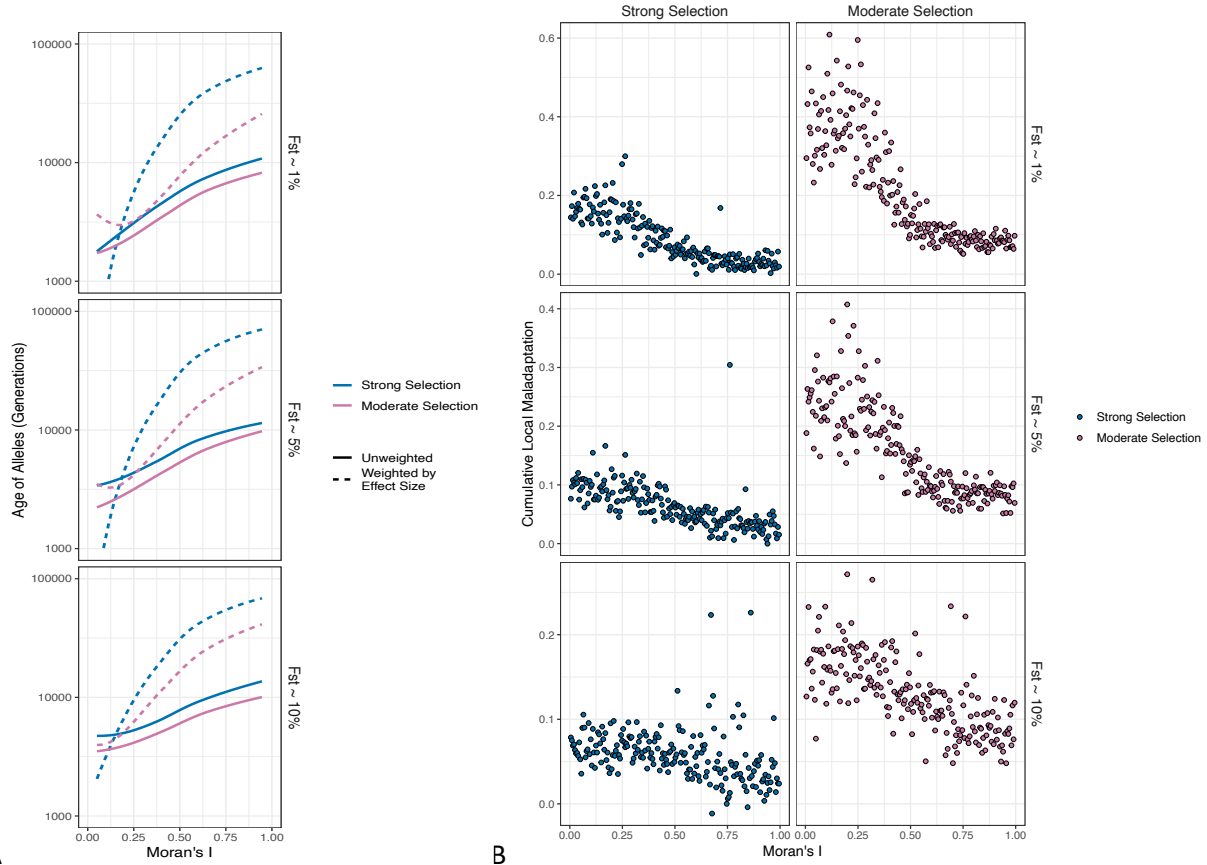 Strong Selection
Moderate Selection
100000
10000
1000
Fst ~ 1%
100000
10000
1000
Fst ~ 5%
100000
10000
1000
Fst ~ 10%
0.00
0.25
0.50
0.75
1.00
Moran's I
Age of Alleles (Generations)
Strong Selection
Moderate Selection
Unweighted
Weighted by
Effect Size
0.6
0.4
0.2
0.0
Fst ~ 1%
0.4
0.3
0.2
0.1
0.0
Fst ~ 5%
0.2
0.1
0.0
Fst ~ 10%
0.00
0.25
0.50
0.75
1.00
0.00
0.25
0.50
0.75
1.00
Moran's I
Cumulative Local Maladaptation
Strong Selection
Moderate Selection
B